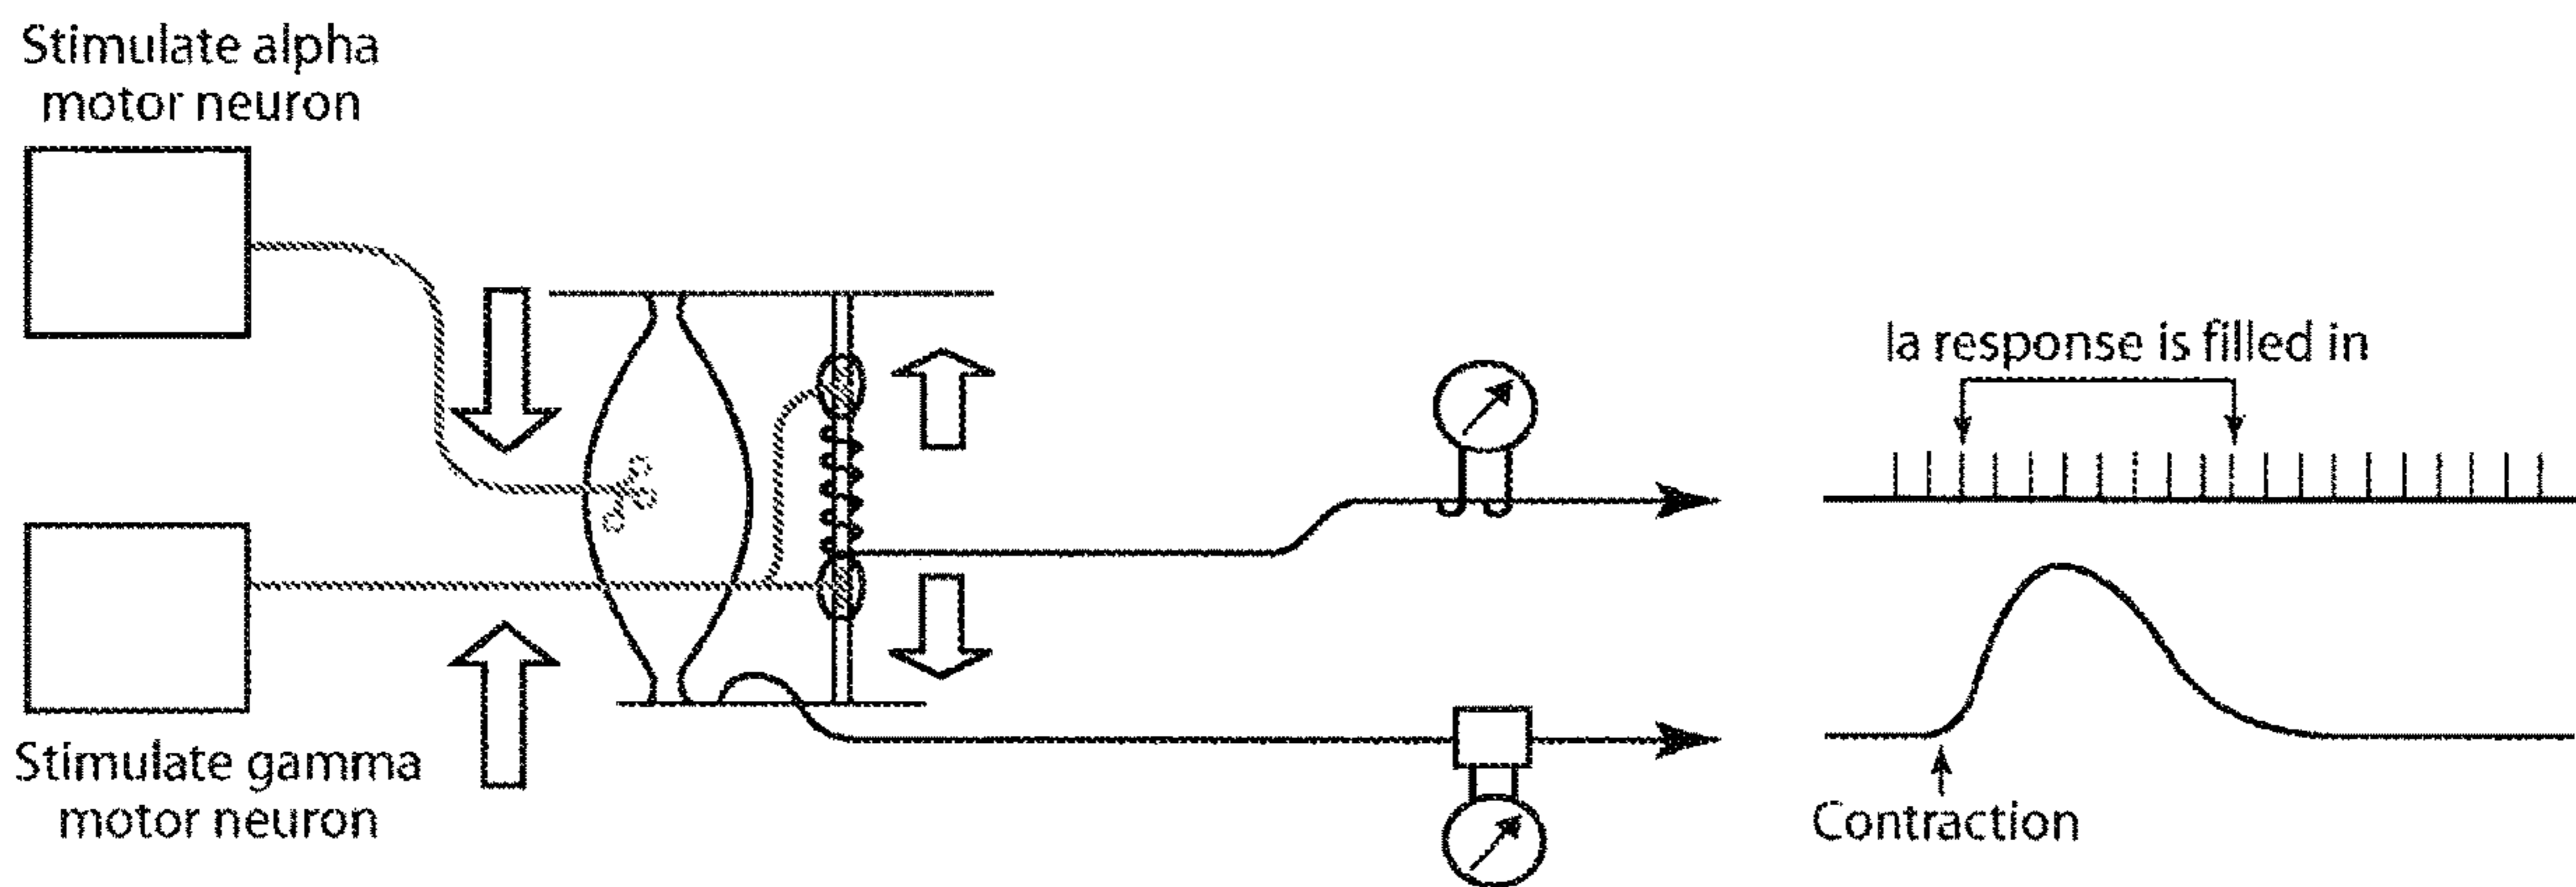 Stimulate alpha
motor neuron
Stimulate gamma
motor neuron
Ia response is filled in
Contraction